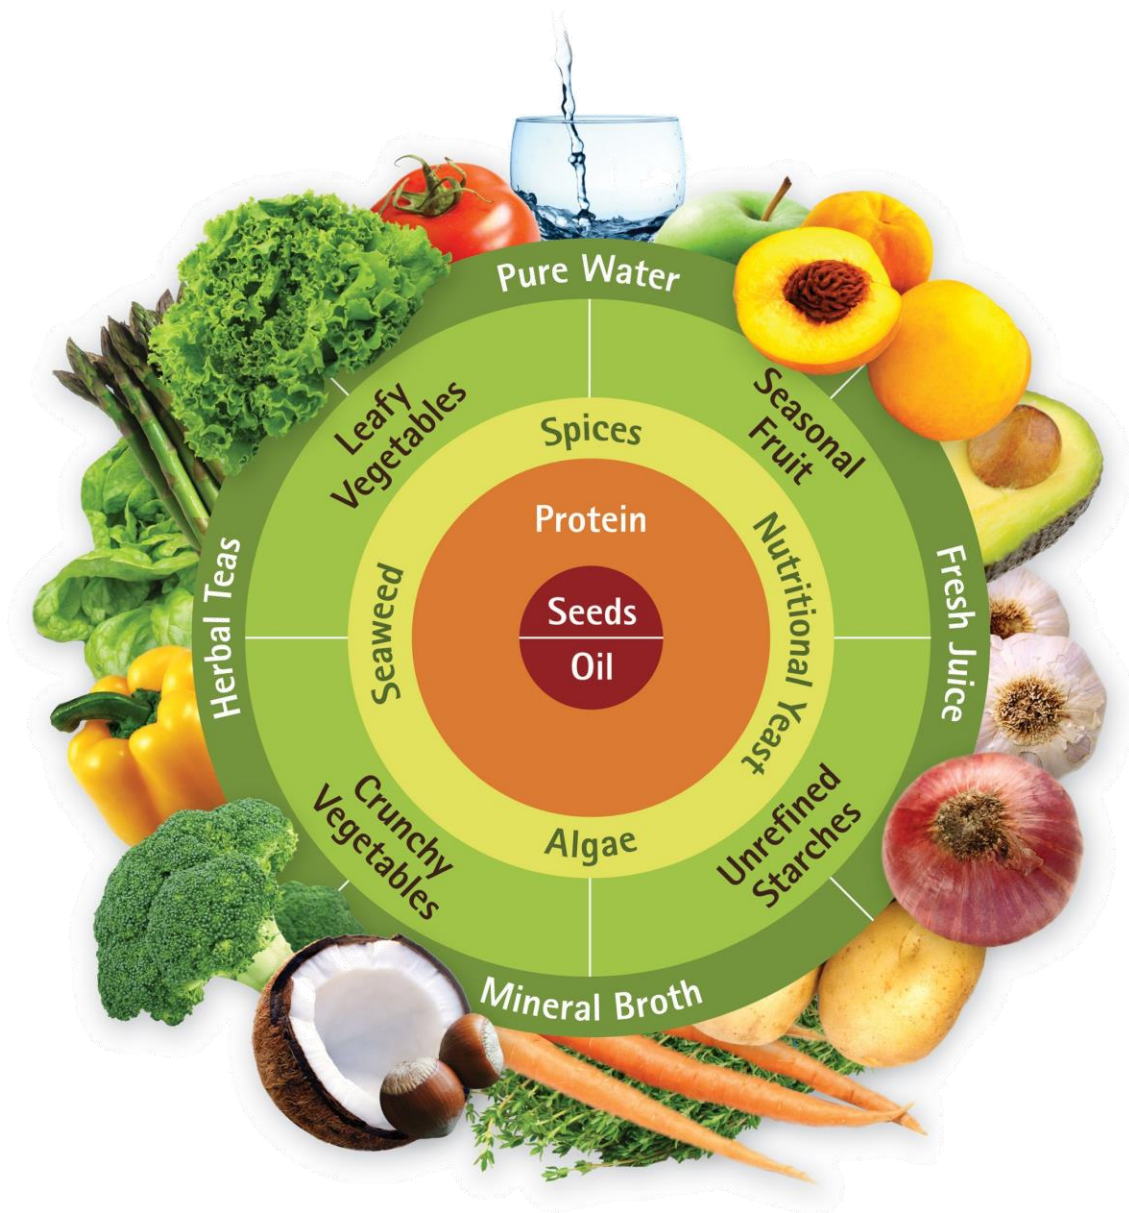 Pure Water
Leafy
Vegetables
Seasonal
Fruit
Spices
Protein
Nutritional Yeast
Herbal Teas
Seaweed
Seeds
Oil
Fresh Juice
Crunchy
Vegetables
Algae
Unrefined
Starches
Mineral Broth